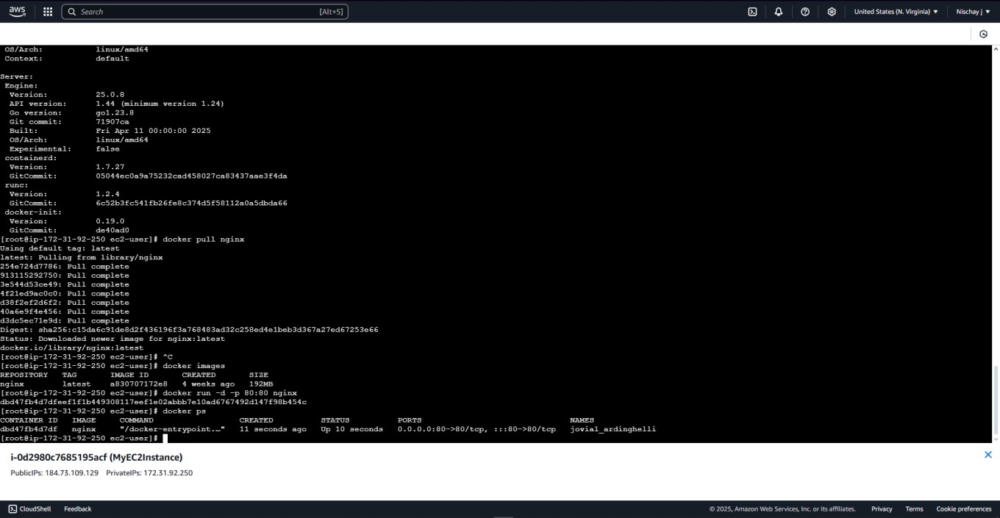 aws
Search [Alt+S]
United States (N. Virginia) ▼ Nischay j ▼
OS/Arch: linux/amd64
Context: default
Server:
Engine:
Version: 25.0.8
API version: 1.44 (minimum version 1.24)
Go version: go1.23.8
Git commit: 71907ca
Built: Fri Apr 11 00:00:00 2025
OS/Arch: linux/amd64
Experimental: false
containerd:
Version: 1.7.27
GitCommit: 05044ec0a9a75232cad458027ca83437aae3f4da
runc:
Version: 1.2.4
GitCommit: 6c52b3fc541fb26fe8c374d5f58112a0a5dbda66
docker-init:
Version: 0.19.0
GitCommit: de40ad0
[root@ip-172-31-92-250 ec2-user]# docker pull nginx
Using default tag: latest
latest: Pulling from library/nginx
254e724d7786: Pull complete
913115292750: Pull complete
3e544d53ce49: Pull complete
4f21ed9ac0c0: Pull complete
d38f2ef2d6f2: Pull complete
40a6e9f4e456: Pull complete
d3dc5ec71e9d: Pull complete
Digest: sha256:c15da6c91de8d2f436196f3a768483ad32c258ed4e1beb3d367a27ed67253e66
Status: Downloaded newer image for nginx:latest
docker.io/library/nginx:latest
[root@ip-172-31-92-250 ec2-user]# ^C
[root@ip-172-31-92-250 ec2-user]# docker images
REPOSITORY TAG IMAGE ID CREATED SIZE
nginx latest a830707172e8 4 weeks ago 192MB
[root@ip-172-31-92-250 ec2-user]# docker run -d -p 80:80 nginx
dbd47fb4d7dfeef1f1b449308117eef1e02abbb7e10ad6767492d147f98b454c
[root@ip-172-31-92-250 ec2-user]# docker ps
CONTAINER ID IMAGE COMMAND CREATED STATUS PORTS NAMES
dbd47fb4d7df nginx "/docker-entrypoint.…" 11 seconds ago Up 10 seconds 0.0.0.0:80->80/tcp, :::80->80/tcp jovial_ardinghelli
[root@ip-172-31-92-250 ec2-user]#
i-0d2980c7685195acf (MyEC2Instance)
PublicIPs: 184.73.109.129 PrivateIPs: 172.31.92.250
CloudShell Feedback © 2025, Amazon Web Services, Inc. or its affiliates. Privacy Terms Cookie preferences